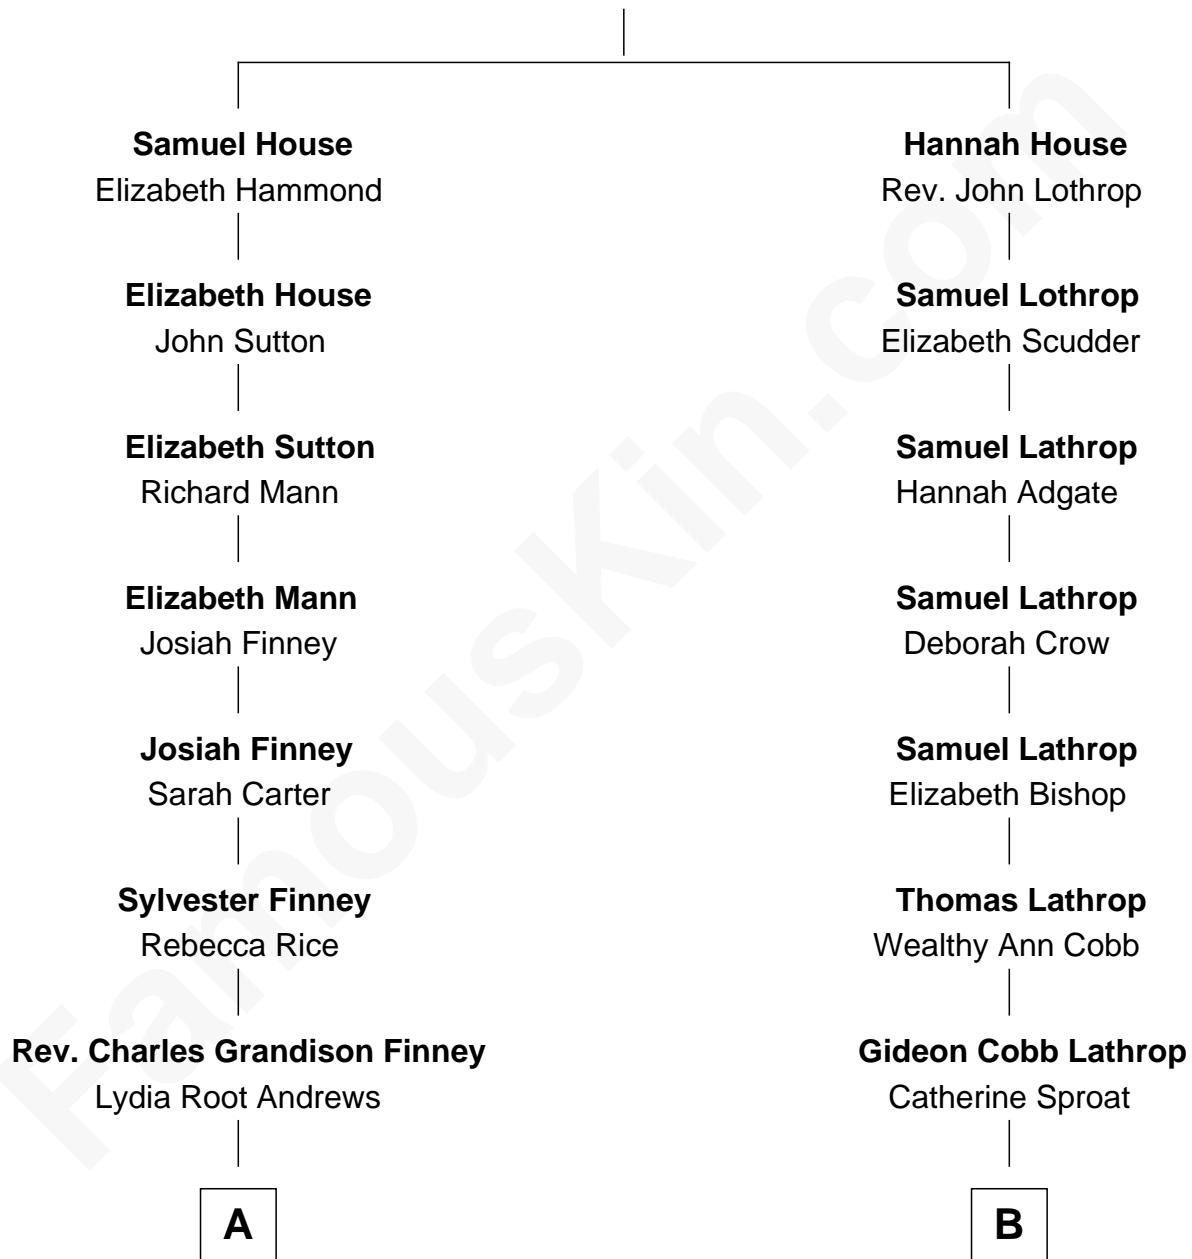 Samuel House
Elizabeth Hammond
Elizabeth House
John Sutton
Elizabeth Sutton
Richard Mann
Elizabeth Mann
Josiah Finney
Josiah Finney
Sarah Carter
Sylvester Finney
Rebecca Rice
Rev. Charles Grandison Finney
Lydia Root Andrews
A
Hannah House
Rev. John Lothrop
Samuel Lothrop
Elizabeth Scudder
Samuel Lathrop
Hannah Adgate
Samuel Lathrop
Deborah Crow
Samuel Lathrop
Elizabeth Bishop
Thomas Lathrop
Wealthy Ann Cobb
Gideon Cobb Lathrop
Catherine Sproat
B
FamousKin.com